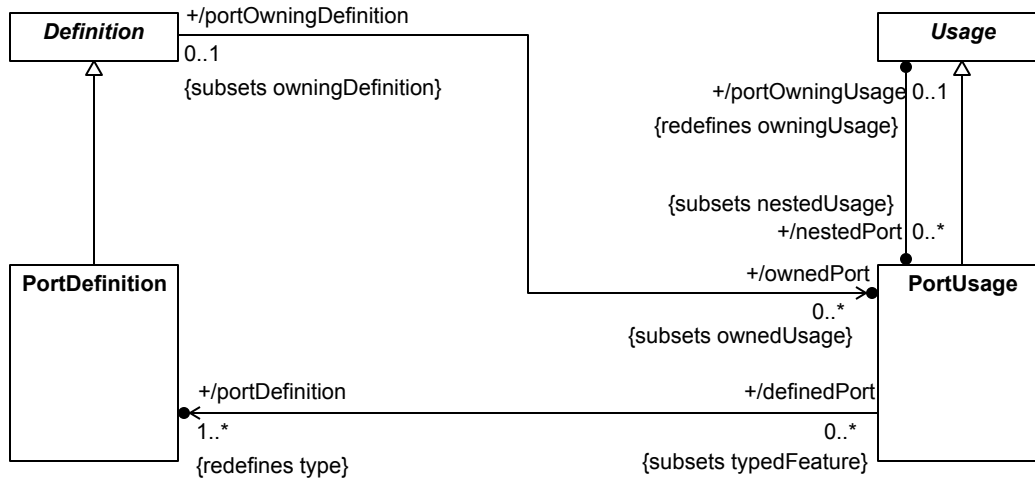 Definition
+/portOwningDefinition
0..1
{subsets owningDefinition}
Usage
+/portOwningUsage
0..1
{redefines owningUsage}
{subsets nestedUsage}
+/nestedPort
0..*
PortDefinition
+/ownedPort
0..*
{subsets ownedUsage}
PortUsage
+/portDefinition
1..*
{redefines type}
+/definedPort
0..*
{subsets typedFeature}